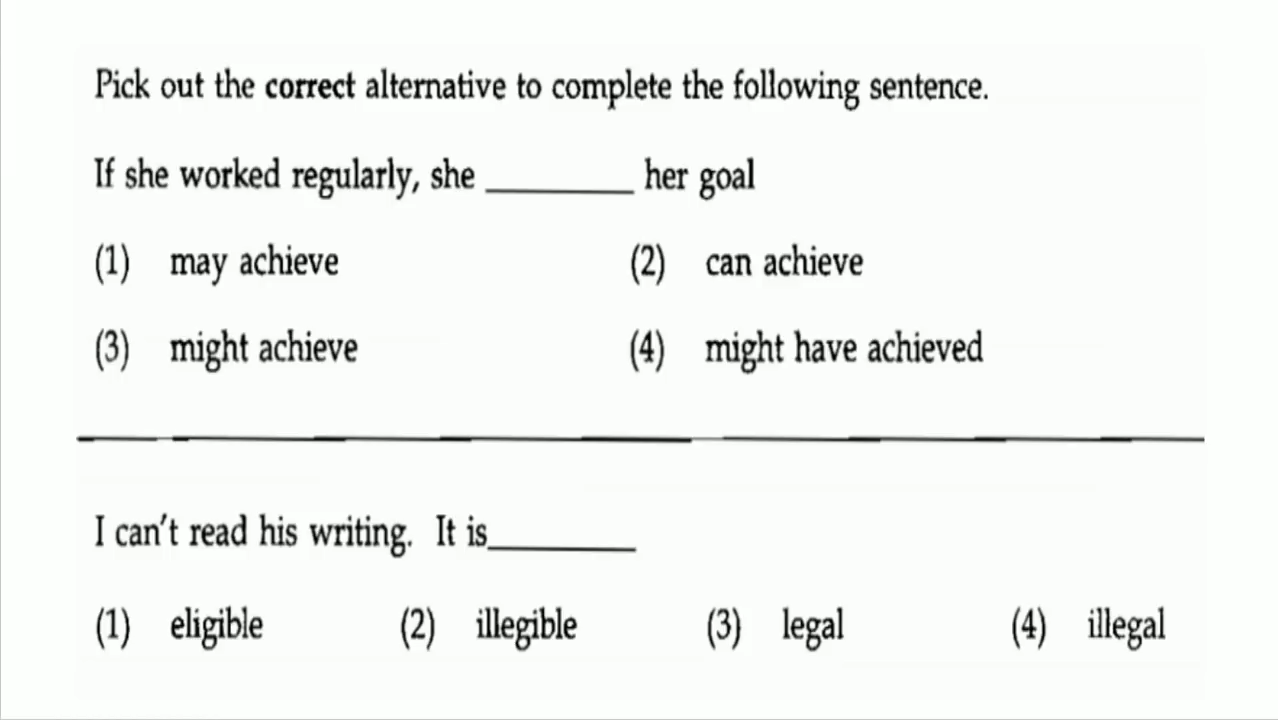 Pick out the correct alternative to complete the following sentence.
If she worked regularly, she ________ her goal
(1) may achieve (2) can achieve
(3) might achieve (4) might have achieved
I can't read his writing. It is________
(1) eligible (2) illegible (3) legal (4) illegal